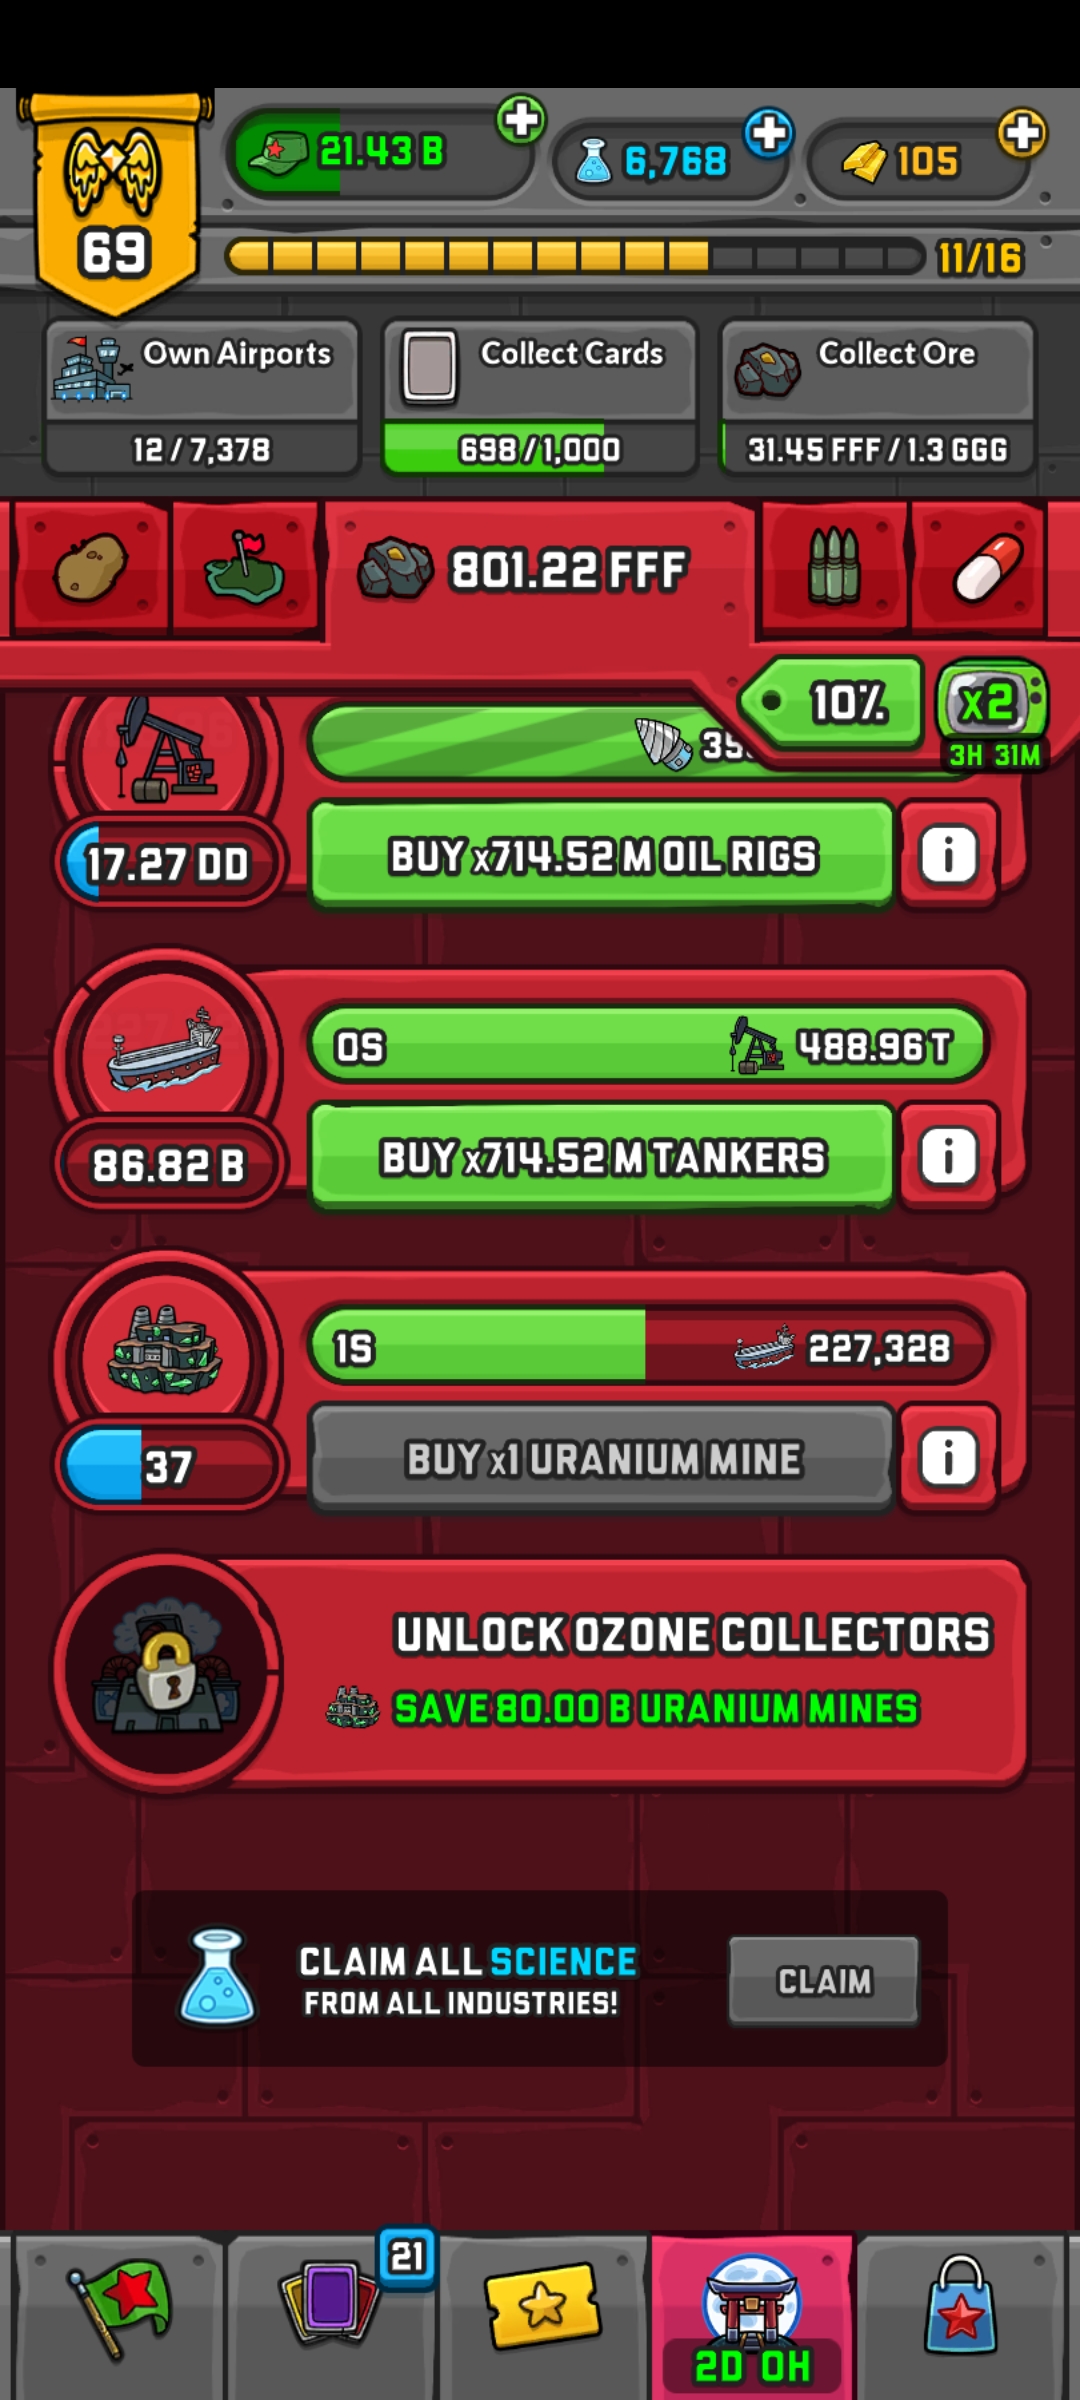 21.43 B
6,768
105
69
11/16
Own Airports
12 / 7,378
Collect Cards
698 / 1,000
Collect Ore
31.45 FFF / 1.3 GGG
801.22 FFF
10%
x2
3H 31M
17.27 DD
BUY x714.52 M OIL RIGS
i
0S
488.96 T
86.82 B
BUY x714.52 M TANKERS
i
1S
227,328
37
BUY x1 URANIUM MINE
i
UNLOCK OZONE COLLECTORS
SAVE 80.00 B URANIUM MINES
CLAIM ALL SCIENCE
FROM ALL INDUSTRIES!
CLAIM
21
2D 0H